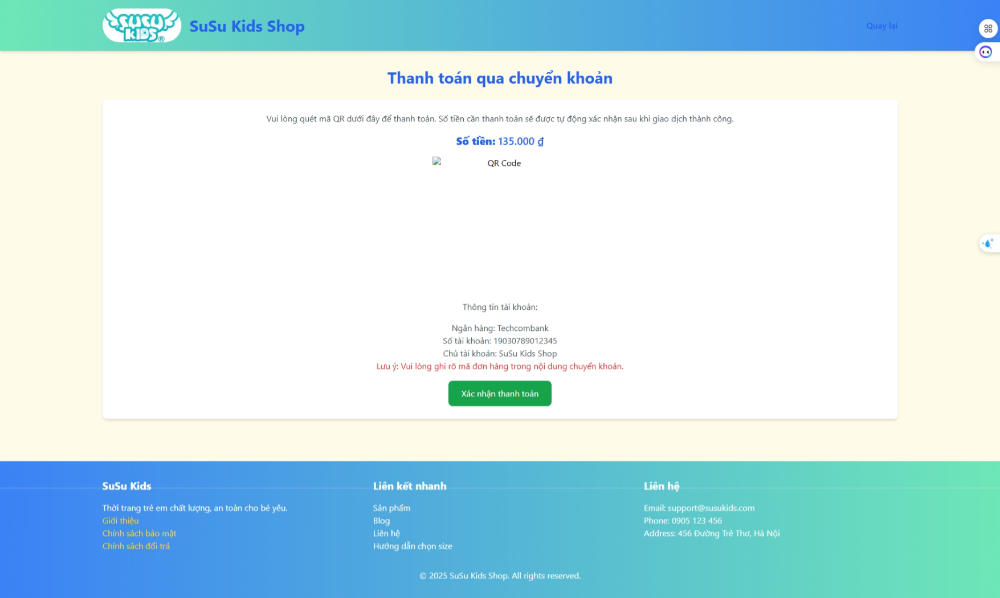 SUSU
KIDS®
SuSu Kids Shop
Quay lại
Thanh toán qua chuyển khoản
Vui lòng quét mã QR dưới đây để thanh toán. Số tiền cần thanh toán sẽ được tự động xác nhận sau khi giao dịch thành công.
Số tiền: 135.000 ₫
QR Code
Thông tin tài khoản:
Ngân hàng: Techcombank
Số tài khoản: 19030789012345
Chủ tài khoản: SuSu Kids Shop
Lưu ý: Vui lòng ghi rõ mã đơn hàng trong nội dung chuyển khoản.
Xác nhận thanh toán
SuSu Kids
Thời trang trẻ em chất lượng, an toàn cho bé yêu.
Giới thiệu
Chính sách bảo mật
Chính sách đổi trả
Liên kết nhanh
Sản phẩm
Blog
Liên hệ
Hướng dẫn chọn size
Liên hệ
Email: support@susukids.com
Phone: 0905 123 456
Address: 456 Đường Trẻ Thơ, Hà Nội
© 2025 SuSu Kids Shop. All rights reserved.